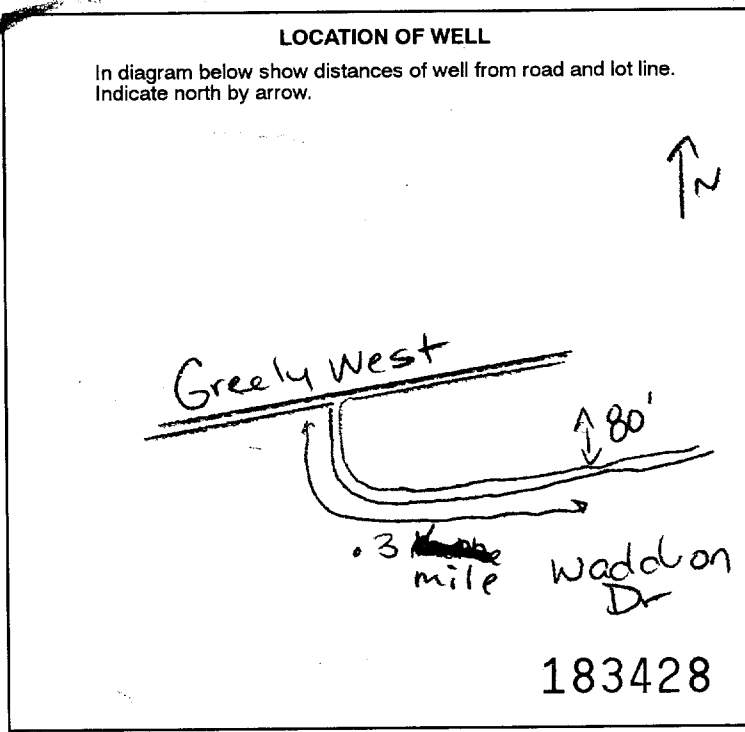 LOCATION OF WELL
In diagram below show distances of well from road and lot line.
Indicate north by arrow.
N
Greely West
80'
.3
mile
Waddon
Dr
183428